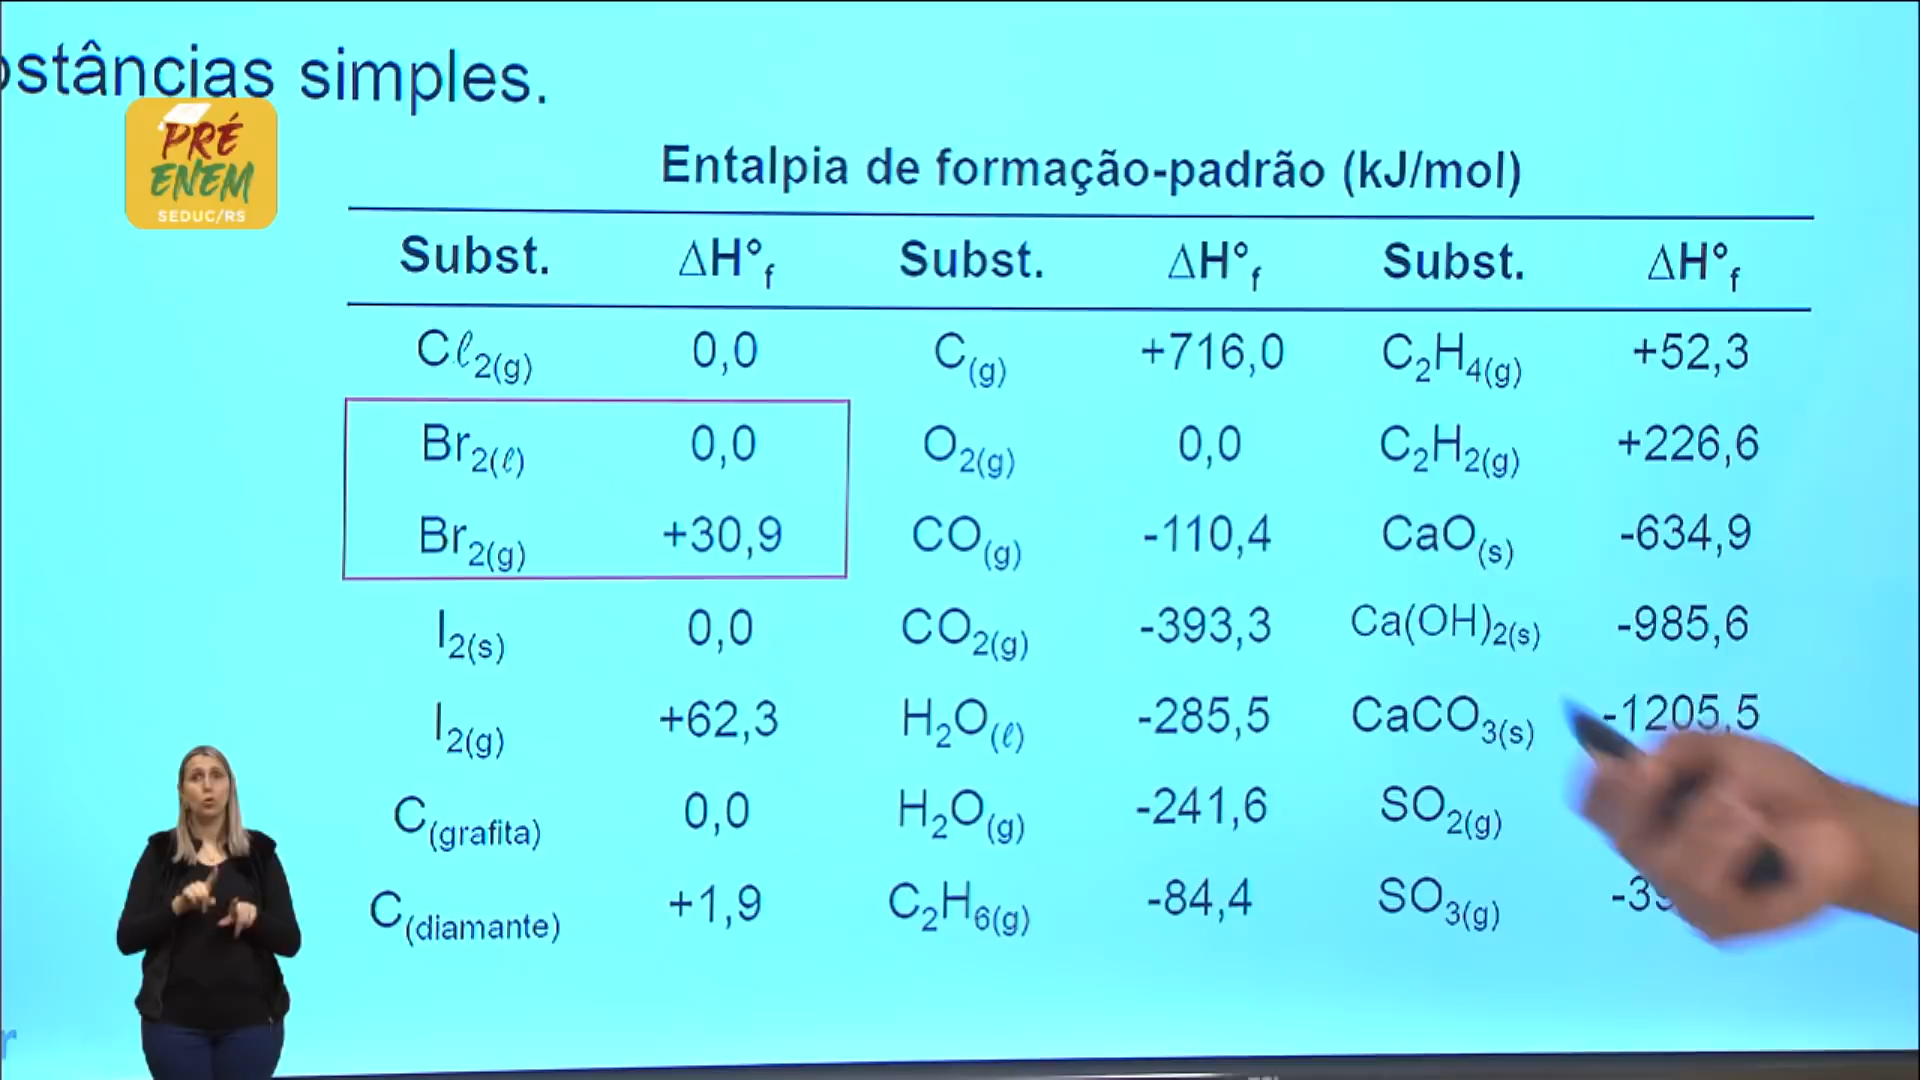 simples.
PRÉ
ENEM
SEDUC/RS
Entalpia de formação-padrão (kJ/mol)
Subst. ΔH°f Subst. ΔH°f Subst. ΔH°f
Cℓ2(g) 0,0 C(g) +716,0 C2H4(g) +52,3
Br2(ℓ) 0,0 O2(g) 0,0 C2H2(g) +226,6
Br2(g) +30,9 CO(g) -110,4 CaO(s) -634,9
I2(s) 0,0 CO2(g) -393,3 Ca(OH)2(s) -985,6
I2(g) +62,3 H2O(ℓ) -285,5 CaCO3(s) -1205,5
C(grafita) 0,0 H2O(g) -241,6 SO2(g)
C(diamante) +1,9 C2H6(g) -84,4 SO3(g)